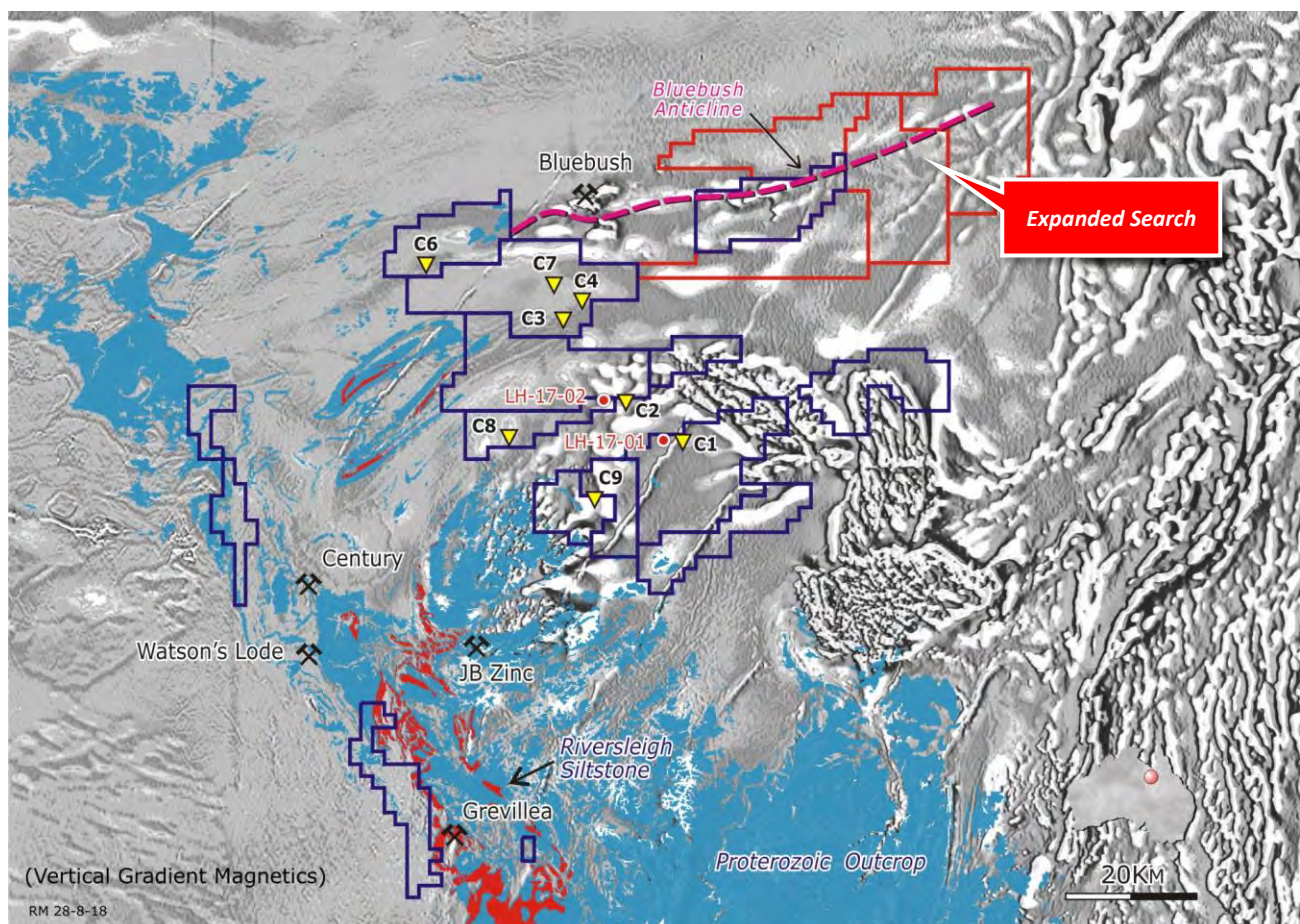 Bluebush
Anticline
Bluebush
Expanded Search
C6
C7
C4
C3
LH-17-02
C2
C8
LH-17-01
C1
C9
Century
Watson's Lode
JB Zinc
Riversleigh
Siltstone
Grevillea
Proterozoic Outcrop
20KM
(Vertical Gradient Magnetics)
RM 28-8-18